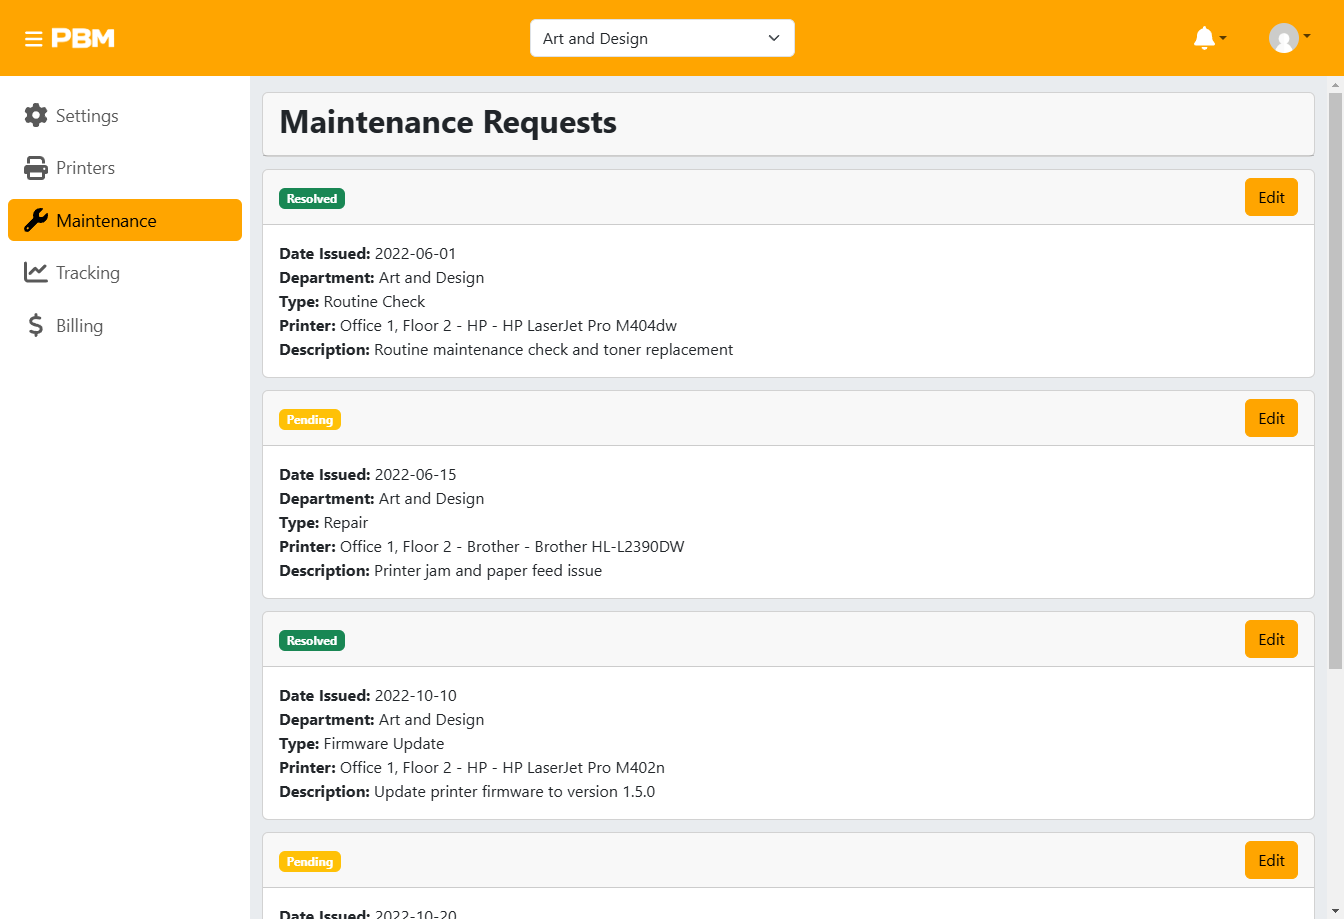 PBM
Art and Design
Settings
Printers
Maintenance
Tracking
Billing
Maintenance Requests
Resolved
Edit
Date Issued: 2022-06-01
Department: Art and Design
Type: Routine Check
Printer: Office 1, Floor 2 - HP - HP LaserJet Pro M404dw
Description: Routine maintenance check and toner replacement
Pending
Edit
Date Issued: 2022-06-15
Department: Art and Design
Type: Repair
Printer: Office 1, Floor 2 - Brother - Brother HL-L2390DW
Description: Printer jam and paper feed issue
Resolved
Edit
Date Issued: 2022-10-10
Department: Art and Design
Type: Firmware Update
Printer: Office 1, Floor 2 - HP - HP LaserJet Pro M402n
Description: Update printer firmware to version 1.5.0
Pending
Edit
Date Issued: 2022-10-20